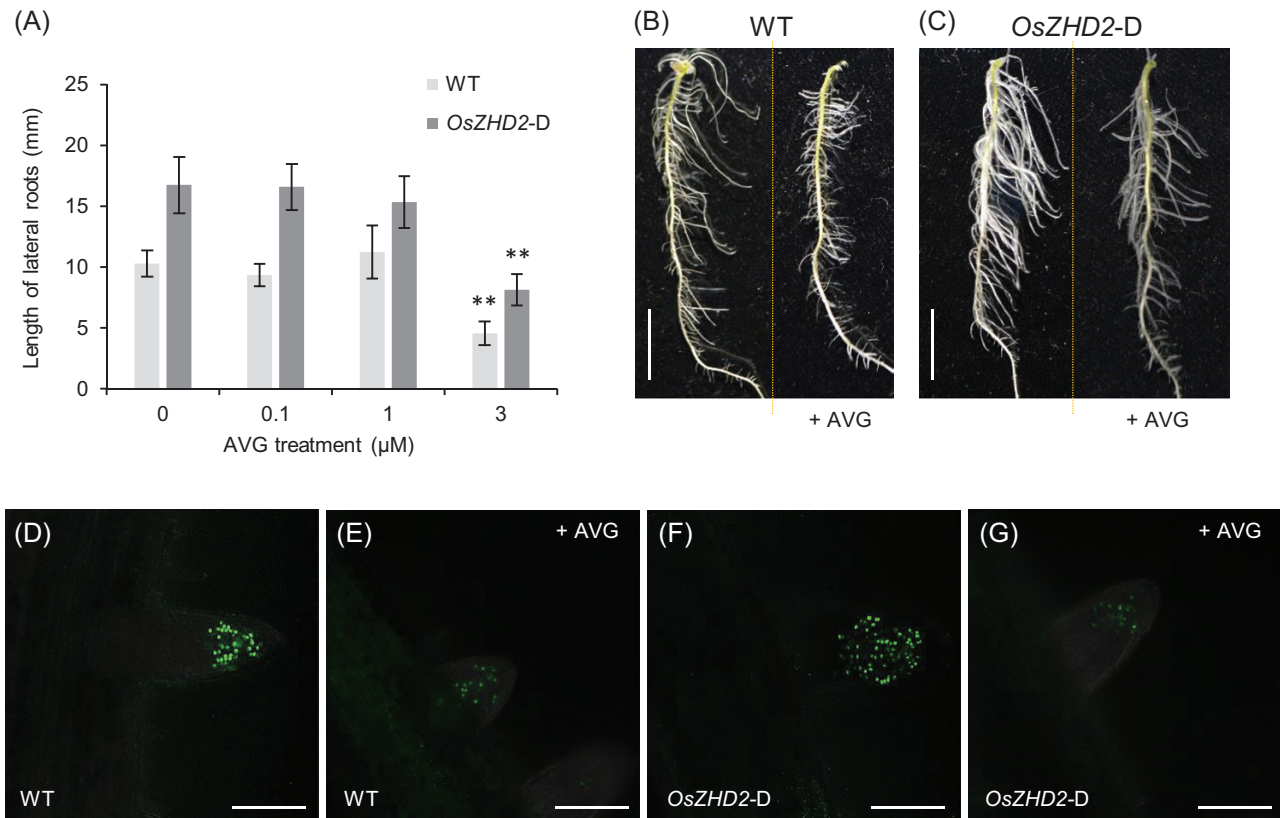 (A)
Length of lateral roots (mm)
25
20
15
10
5
0
WT
OsZHD2-D
**
**
0 0.1 1 3
AVG treatment (μM)
(B) WT
+ AVG
(C) OsZHD2-D
+ AVG
(D)
WT
(E) + AVG
WT
(F)
OsZHD2-D
(G) + AVG
OsZHD2-D